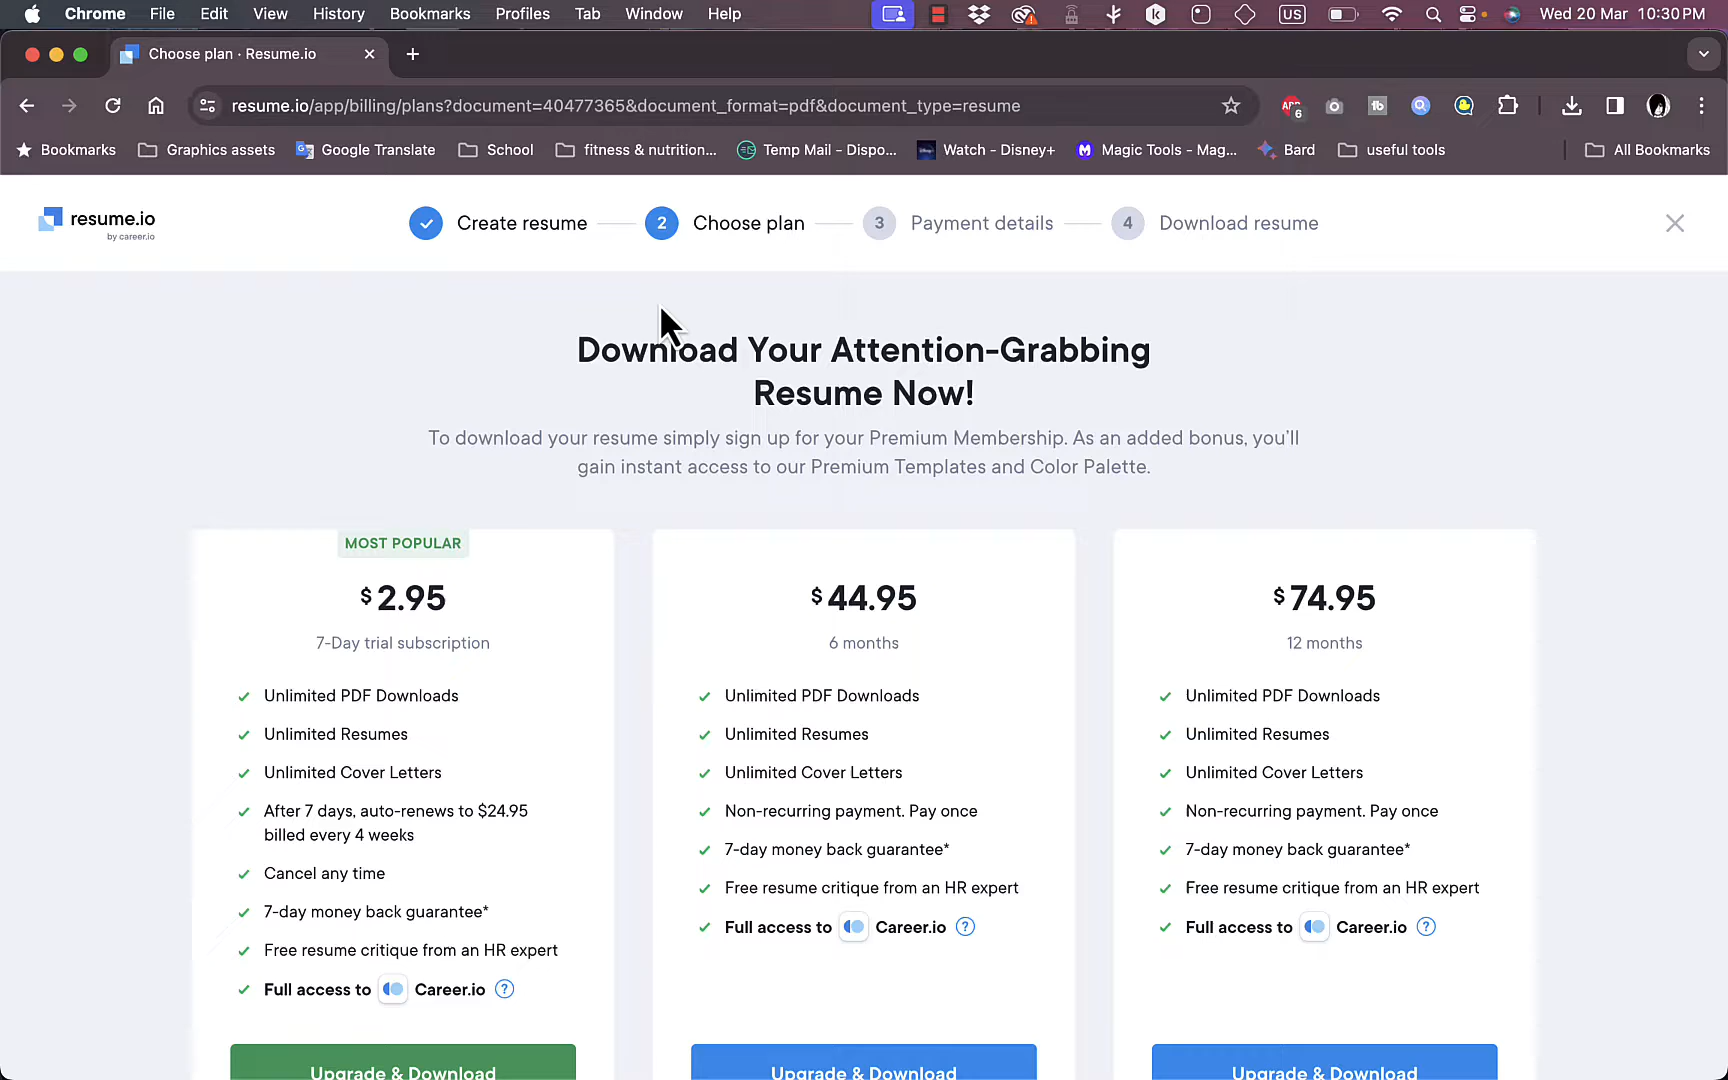 Chrome File Edit View History Bookmarks Profiles Tab Window Help US Wed 20 Mar 10:30 PM
Choose plan · Resume.io
resume.io/app/billing/plans?document=40477365&document_format=pdf&document_type=resume
ABP 6 tb
Bookmarks Graphics assets Google Translate School fitness & nutrition... Temp Mail - Dispo... Watch - Disney+ Magic Tools - Mag... Bard useful tools All Bookmarks
resume.io
by career.io
Create resume 2 Choose plan 3 Payment details 4 Download resume
Download Your Attention-Grabbing
Resume Now!
To download your resume simply sign up for your Premium Membership. As an added bonus, you'll
gain instant access to our Premium Templates and Color Palette.
MOST POPULAR
$ 2.95
7-Day trial subscription
Unlimited PDF Downloads
Unlimited Resumes
Unlimited Cover Letters
After 7 days, auto-renews to $24.95
billed every 4 weeks
Cancel any time
7-day money back guarantee*
Free resume critique from an HR expert
Full access to Career.io ?
Upgrade & Download
$ 44.95
6 months
Unlimited PDF Downloads
Unlimited Resumes
Unlimited Cover Letters
Non-recurring payment. Pay once
7-day money back guarantee*
Free resume critique from an HR expert
Full access to Career.io ?
Upgrade & Download
$ 74.95
12 months
Unlimited PDF Downloads
Unlimited Resumes
Unlimited Cover Letters
Non-recurring payment. Pay once
7-day money back guarantee*
Free resume critique from an HR expert
Full access to Career.io ?
Upgrade & Download